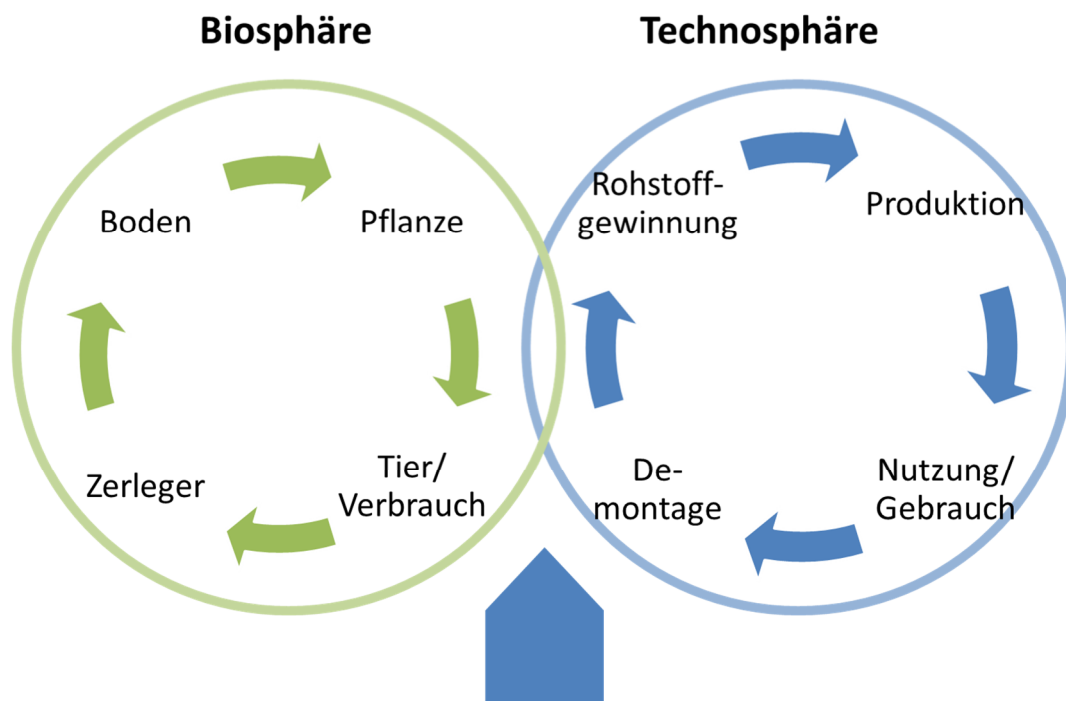 Biosphäre
Technosphäre
Boden
Pflanze
Tier/
Verbrauch
Zerleger
Rohstoff-
gewinnung
Produktion
Nutzung/
Gebrauch
De-
montage